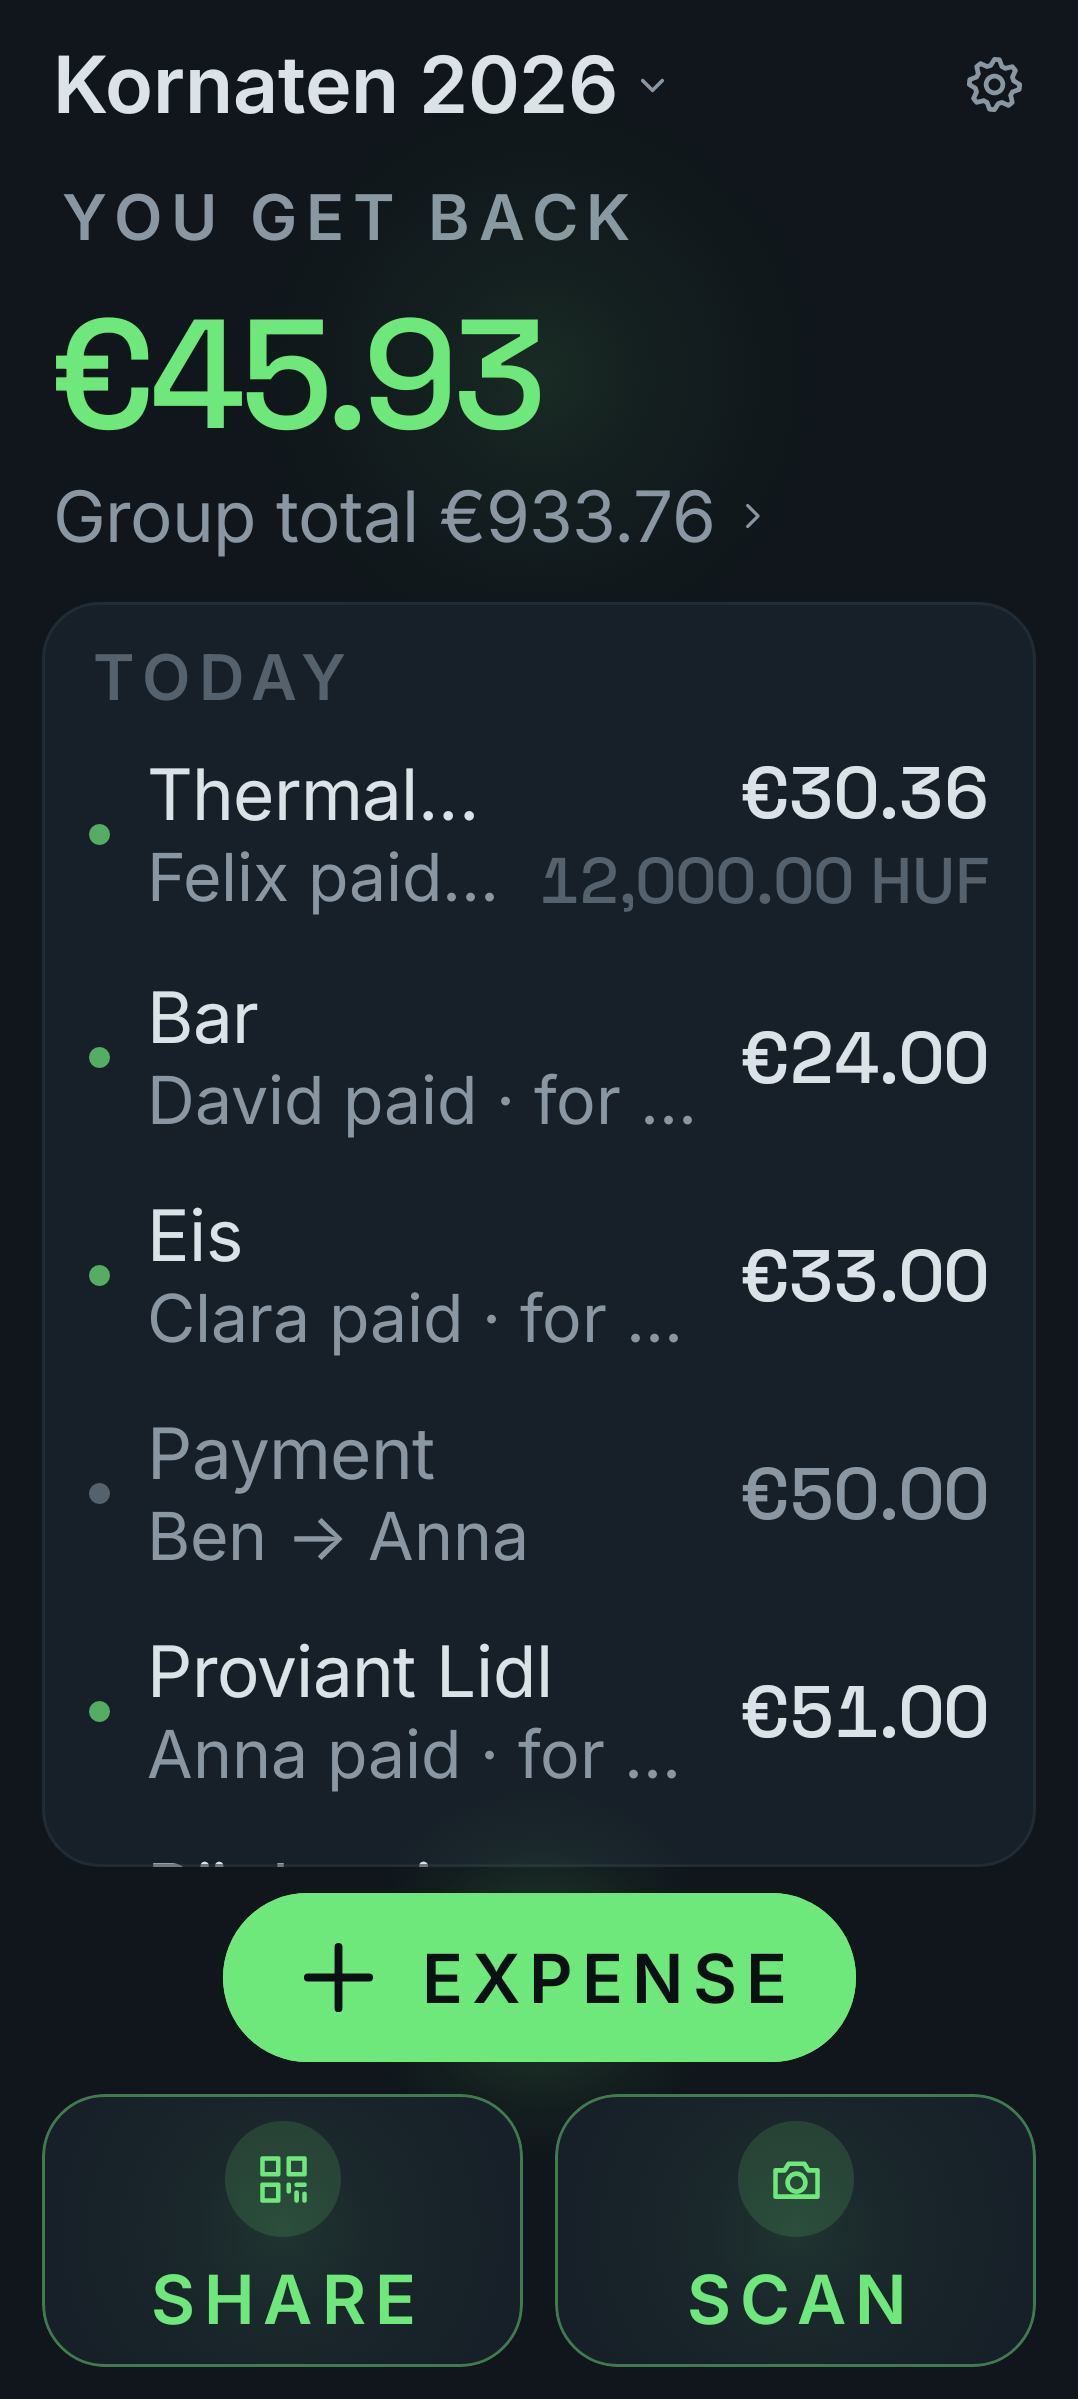 Kornaten 2026
YOU GET BACK
€45.93
Group total €933.76
TODAY
Thermal... €30.36
Felix paid... 12,000.00 HUF
Bar €24.00
David paid · for ...
Eis €33.00
Clara paid · for ...
Payment €50.00
Ben → Anna
Proviant Lidl €51.00
Anna paid · for ...
EXPENSE
SHARE SCAN